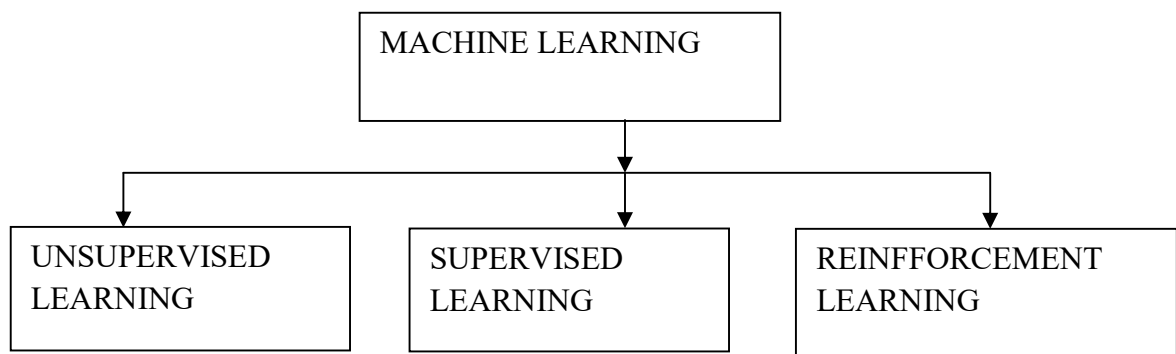 MACHINE LEARNING
UNSUPERVISED
LEARNING
SUPERVISED
LEARNING
REINFFORCEMENT
LEARNING